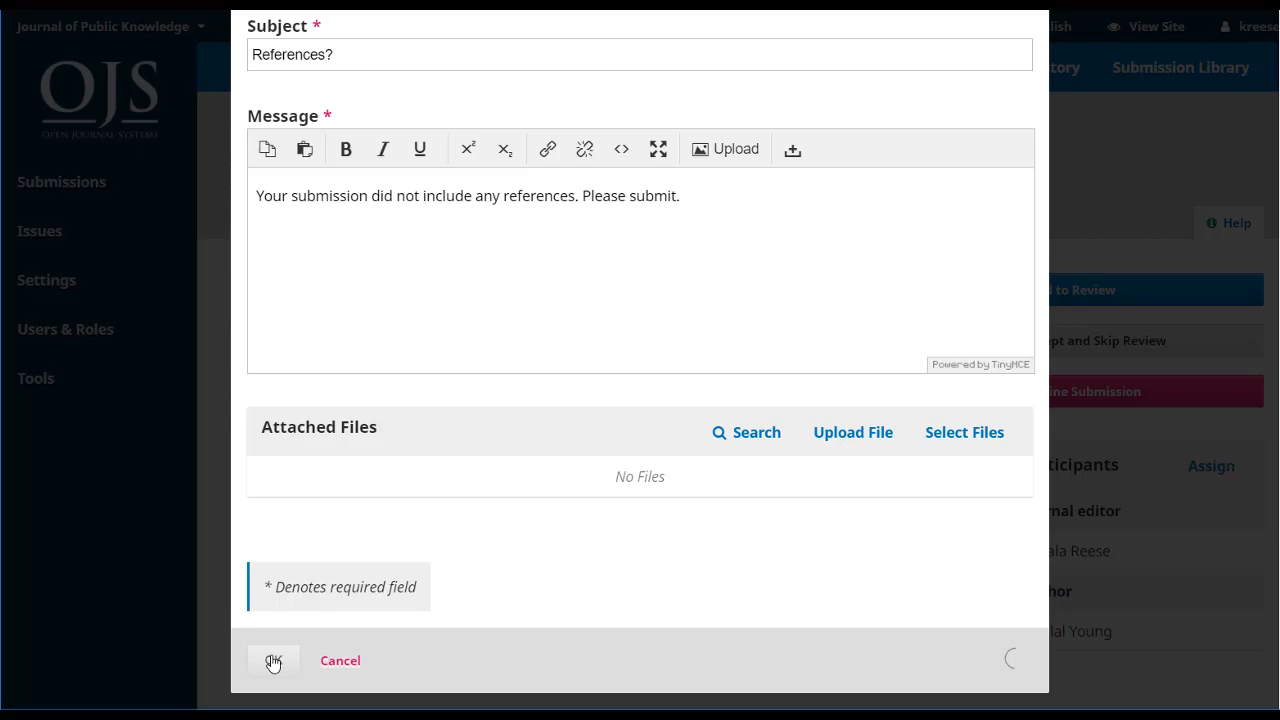 Journal of Public Knowledge
lish
View Site
kreese
Subject *
References?
OJS
OPEN JOURNAL SYSTEMS
tory
Submission Library
Message *
Upload
Your submission did not include any references. Please submit.
Submissions
Issues
Settings
Users & Roles
Tools
Help
d to Review
ept and Skip Review
ine Submission
Powered by TinyMCE
Attached Files
Search
Upload File
Select Files
No Files
ticipants
Assign
rnal editor
ala Reese
hor
lal Young
* Denotes required field
OK
Cancel